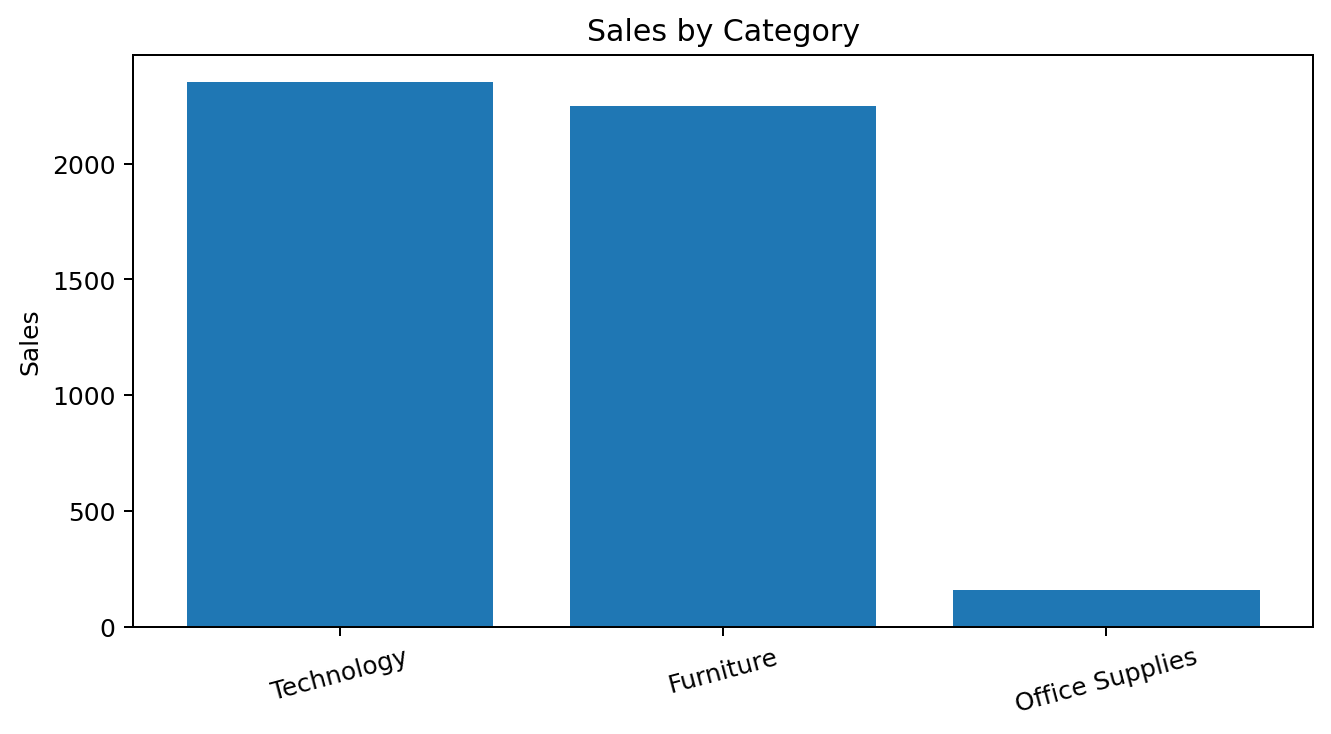 Sales by Category
Sales
2000
1500
1000
500
0
Technology
Furniture
Office Supplies